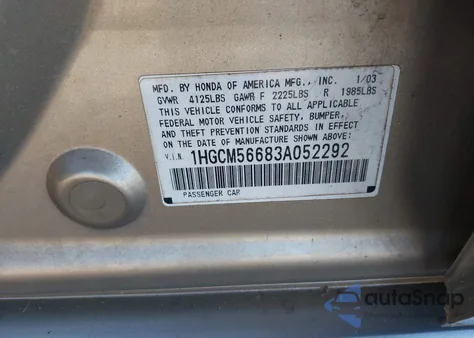 MFD. BY HONDA OF AMERICA MFG., INC. 1/03
GVWR 4125LBS GAWR F 2225LBS R 1985LBS
THIS VEHICLE CONFORMS TO ALL APPLICABLE
FEDERAL MOTOR VEHICLE SAFETY, BUMPER,
AND THEFT PREVENTION STANDARDS IN EFFECT
ON THE DATE OF MANUFACTURE SHOWN ABOVE.
V.I.N. 1HGCM56683A052292
PASSENGER CAR
autoSnap